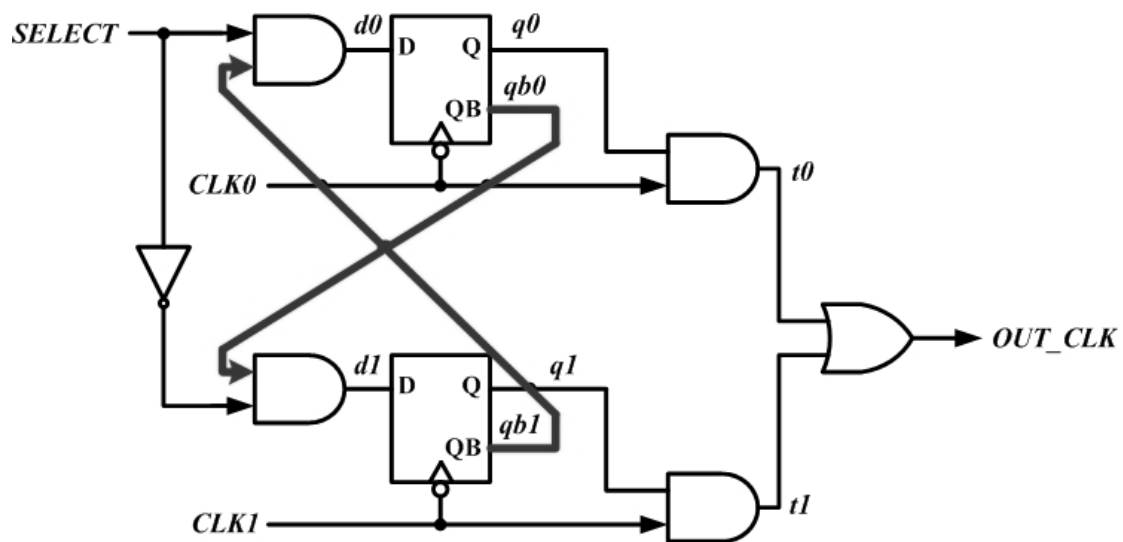 SELECT
d0
D
Q
q0
QB
qb0
CLK0
t0
OUT_CLK
d1
D
Q
q1
QB
qb1
CLK1
t1